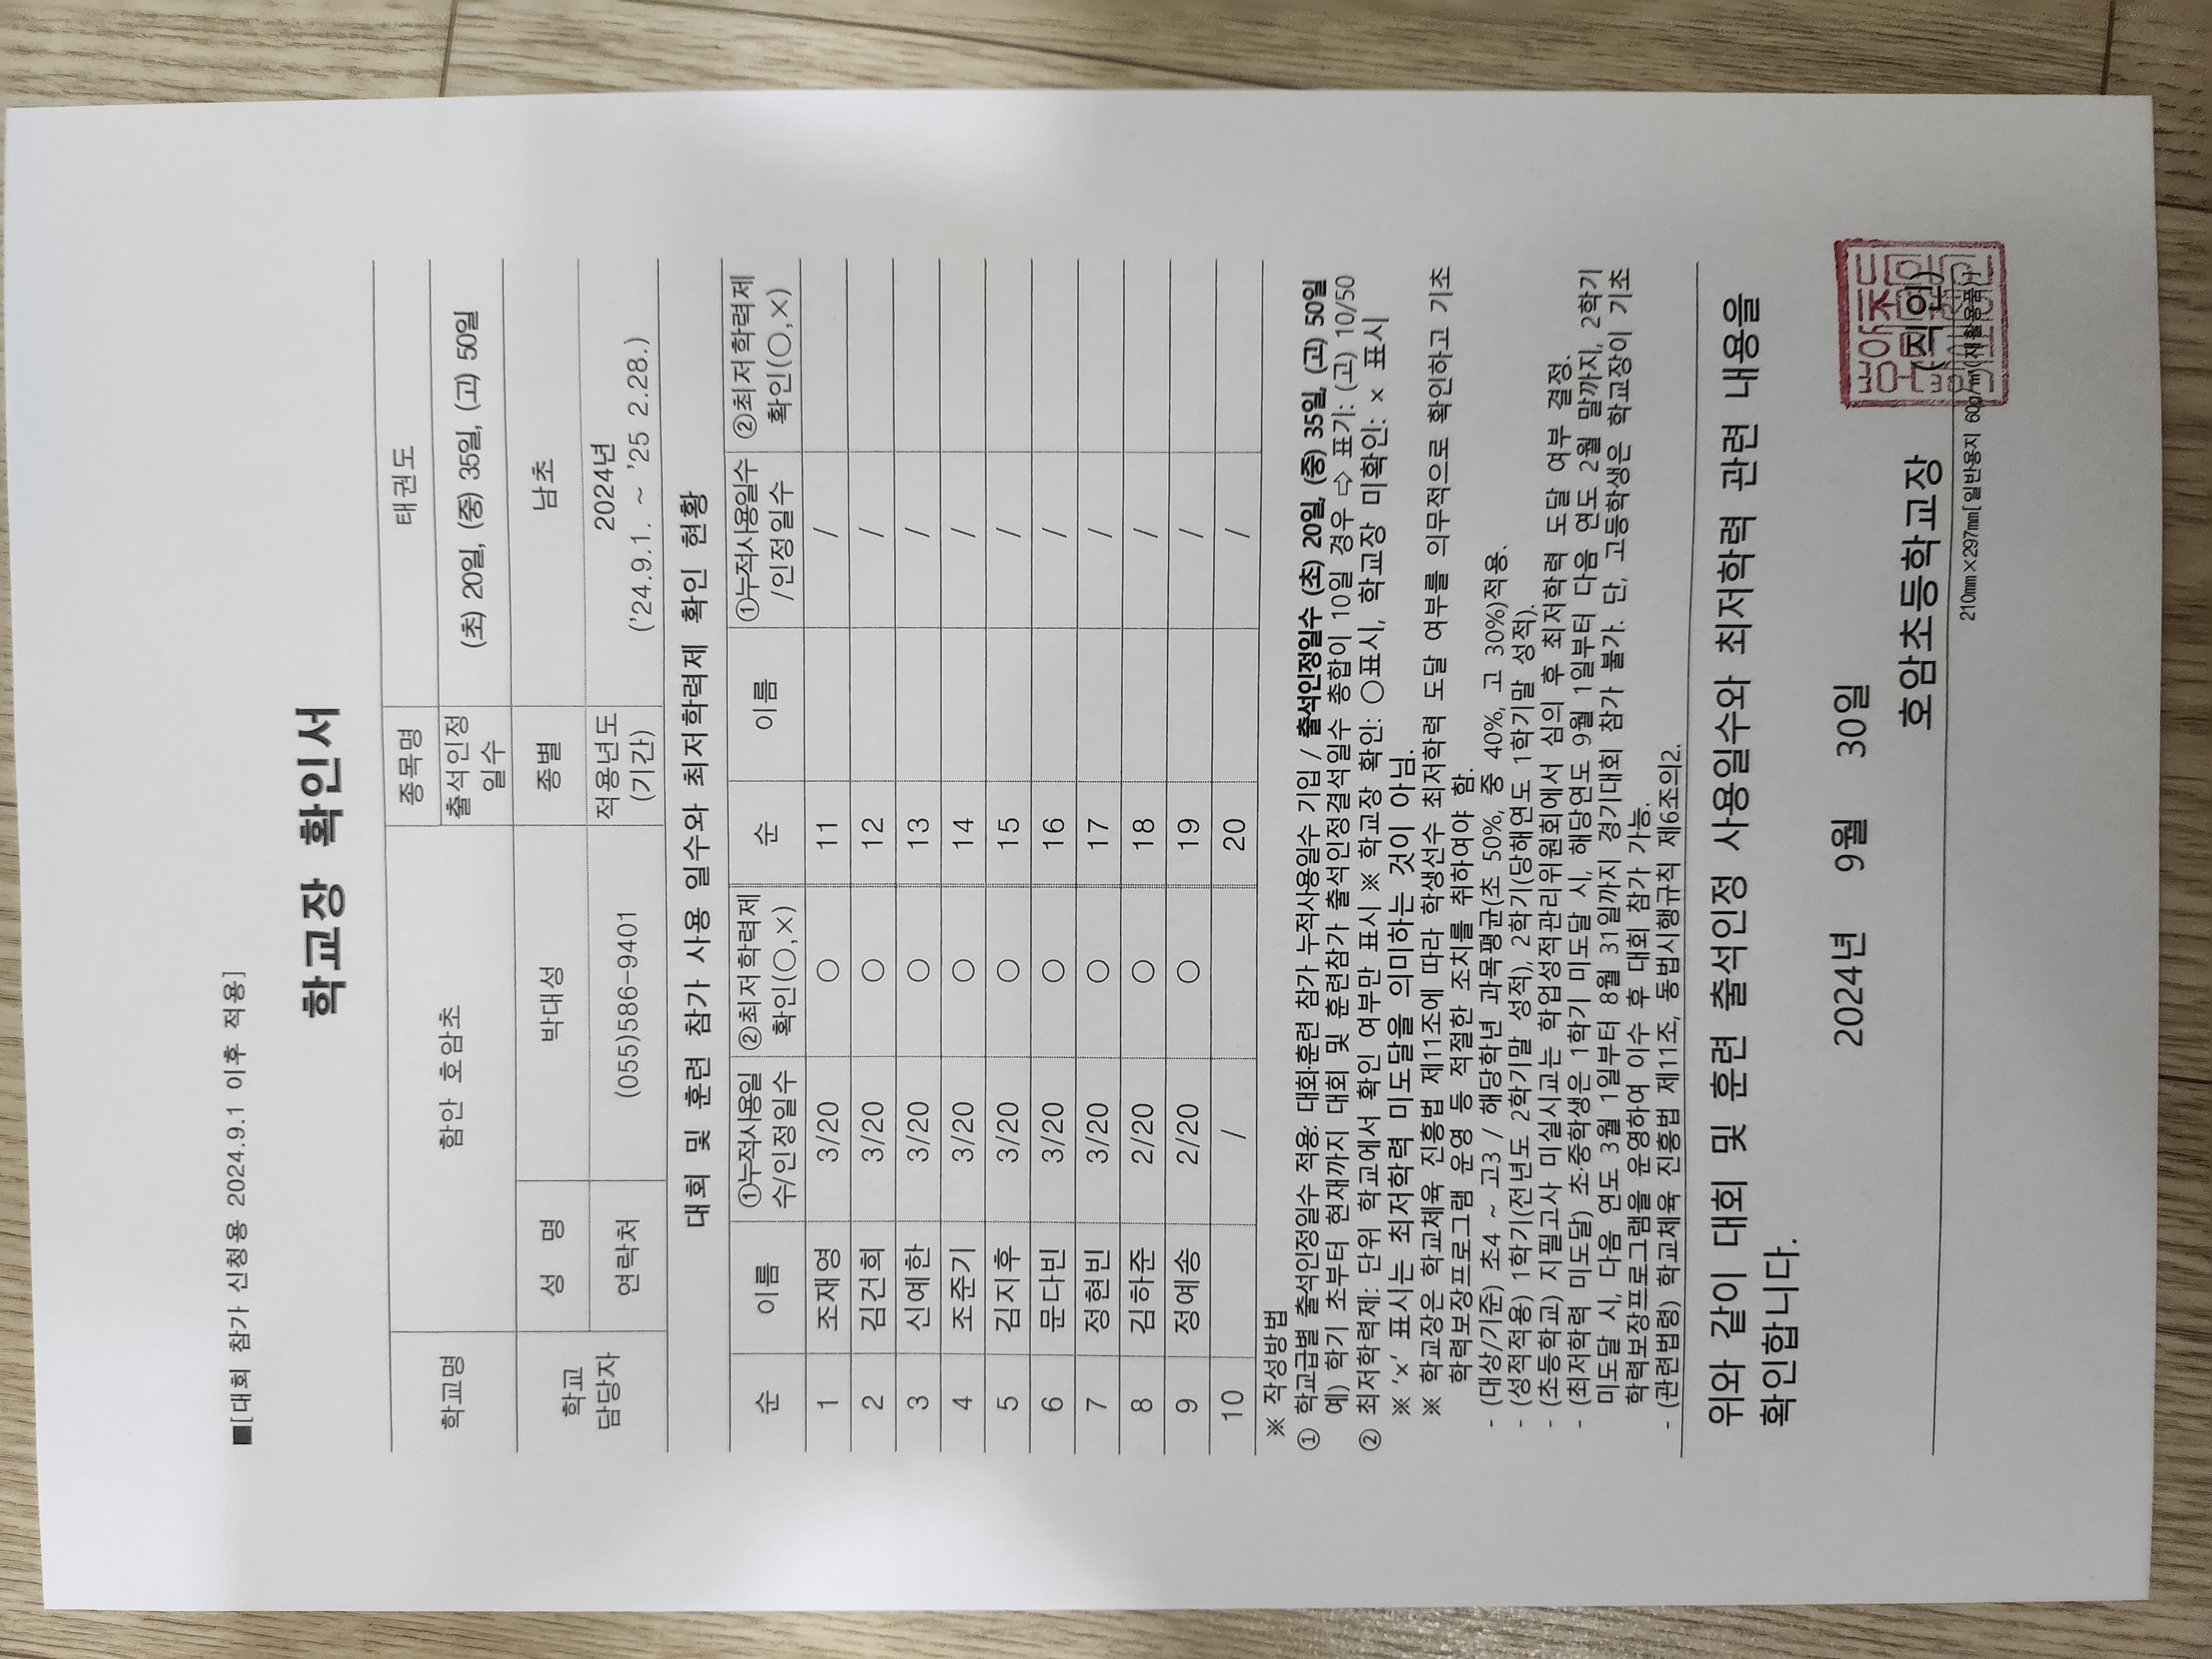 ■[대회 참가 신청용 2024.9.1 이후 적용]
학교장 확인서
학교명 함안 호암초 종목명 태권도
출석인정 일수 (초) 20일, (중) 35일, (고) 50일
학교 담당자 성 명 박대성 종별 남초
연락처 (055)586-9401 적용년도 (기간) 2024년 ('24.9.1. ~ '25 2.28.)
대회 및 훈련 참가 사용 일수와 최저학력제 확인 현황
순 이름 ①누적사용일수/인정일수 ②최저학력제 확인(○,×) 순 이름 ①누적사용일수/인정일수 ②최저학력제 확인(○,×)
1 조재영 3/20 ○ 11 /
2 김건희 3/20 ○ 12 /
3 신예한 3/20 ○ 13 /
4 조준기 3/20 ○ 14 /
5 김지후 3/20 ○ 15 /
6 문다빈 3/20 ○ 16 /
7 정현빈 3/20 ○ 17 /
8 김하준 2/20 ○ 18 /
9 정예송 2/20 ○ 19 /
10 / 20 /
※ 작성방법
① 학교급별 출석인정일수 적용: 대회·훈련 참가 누적사용일수 기입 / 출석인정일수 (초) 20일, (중) 35일, (고) 50일
예) 학기 초부터 현재까지 대회 및 훈련참가 출석인정결석일수 총합이 10일 경우 ⇨ 표기: (고) 10/50
② 최저학력제: 단위 학교에서 확인 여부만 표시 ※ 학교장 확인: ○표시, 학교장 미확인: × 표시
※ '×' 표시는 최저학력 미도달을 의미하는 것이 아님.
※ 학교장은 학교체육 진흥법 제11조에 따라 학생선수 최저학력 도달 여부를 의무적으로 확인하고 기초
학력보장프로그램 운영 등 적절한 조치를 취하여야 함.
- (대상/기준) 초4 ~ 고3 / 해당학년 과목평균(초 50%, 중 40%, 고 30%)적용.
- (성적적용) 1학기(전년도 2학기말 성적), 2학기(당해연도 1학기말 성적).
- (초등학교) 지필고사 미실시교는 학업성적관리위원회에서 심의 후 최저학력 도달 여부 결정.
- (최저학력 미도달) 초·중학생은 1학기 미도달 시, 해당연도 9월 1일부터 다음 연도 2월 말까지, 2학기
미도달 시, 다음 연도 3월 1일부터 8월 31일까지 경기대회 참가 불가. 단, 고등학생은 학교장이 기초
학력보장프로그램을 운영하여 이수 후 대회 참가 가능.
- (관련법령) 학교체육 진흥법 제11조, 동법시행규칙 제6조의2.
위와 같이 대회 및 훈련 출석인정 사용일수와 최저학력 관련 내용을
확인합니다.
2024년 9월 30일
호암초등학교장 (직인)
210㎜×297㎜[일반용지 60g/㎡(재활용품)]